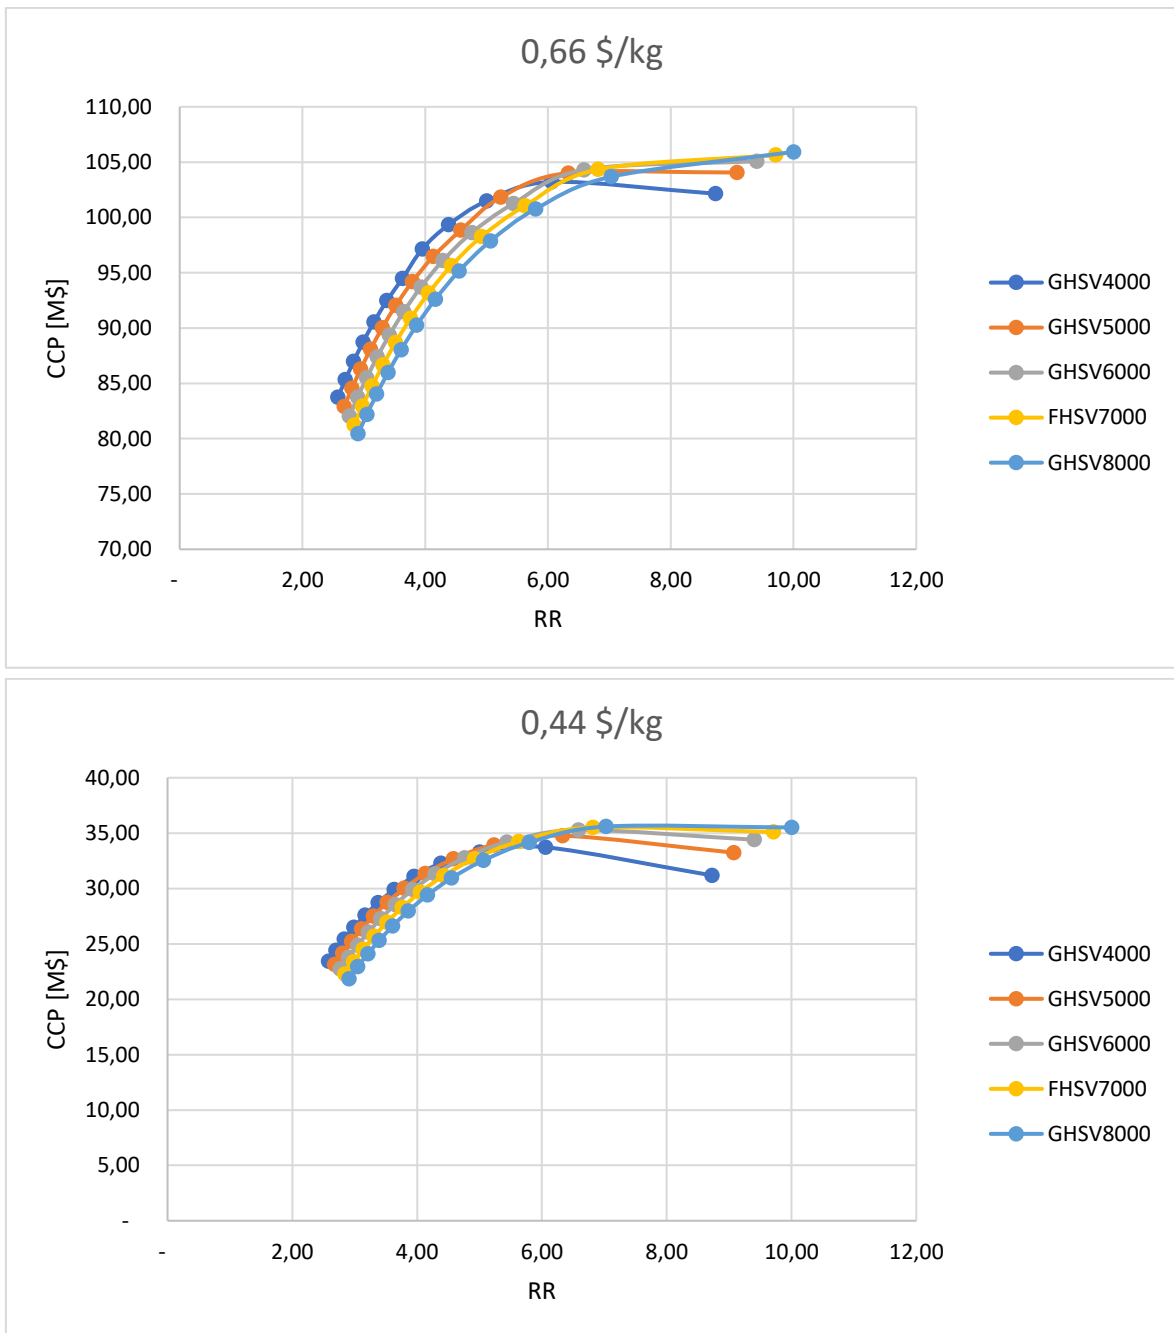 0,66 $/kg
110,00
105,00
100,00
95,00
90,00
85,00
80,00
75,00
70,00
CCP [M$]
- 2,00 4,00 6,00 8,00 10,00 12,00
RR
GHSV4000
GHSV5000
GHSV6000
FHSV7000
GHSV8000
0,44 $/kg
40,00
35,00
30,00
25,00
20,00
15,00
10,00
5,00
-
CCP [M$]
- 2,00 4,00 6,00 8,00 10,00 12,00
RR
GHSV4000
GHSV5000
GHSV6000
FHSV7000
GHSV8000